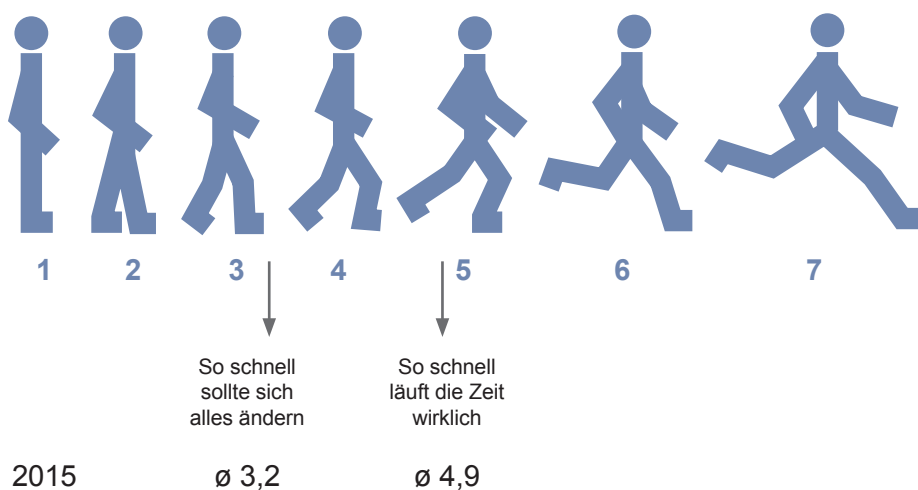 1 2 3 4 5 6 7
So schnell
sollte sich
alles ändern
So schnell
läuft die Zeit
wirklich
2015 ø 3,2 ø 4,9